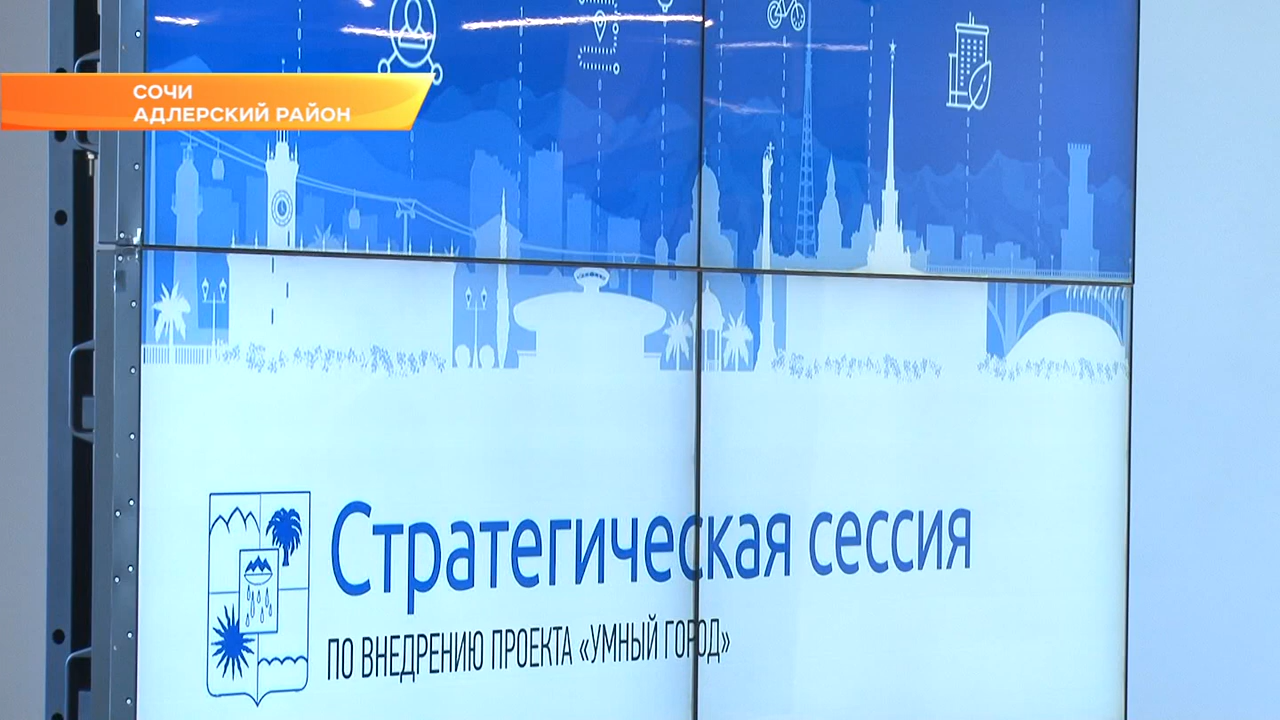 СОЧИ
АДЛЕРСКИЙ РАЙОН
Стратегическая сессия
ПО ВНЕДРЕНИЮ ПРОЕКТА «УМНЫЙ ГОРОД»